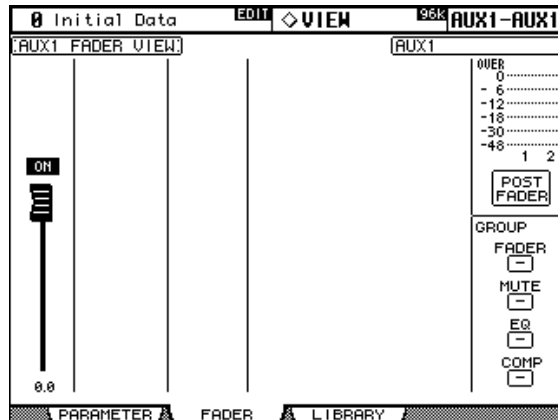 0 Initial Data EDIT ◇VIEW 96K AUX1-AUX1
AUX1 FADER VIEW AUX1
OVER
0
- 6
-12
-18
-30
-48
1 2
ON
POST
FADER
GROUP
FADER
MUTE
EQ
COMP
0.0
PARAMETER FADER LIBRARY